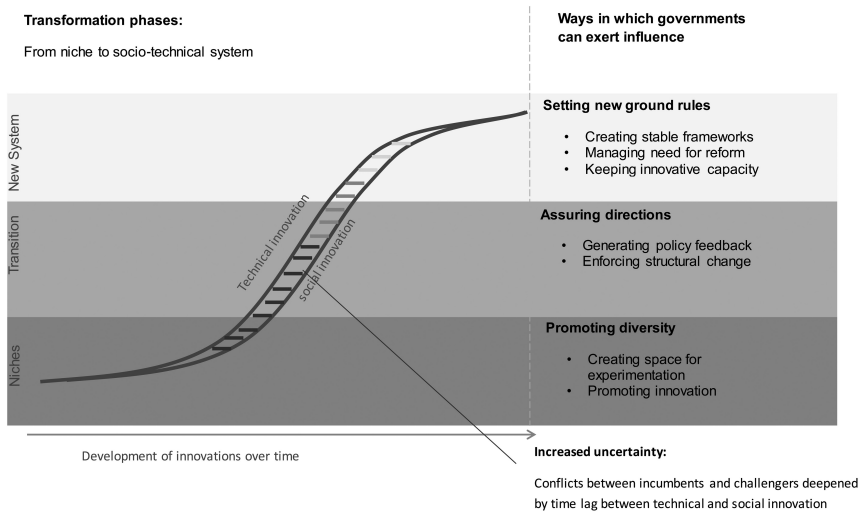 Transformation phases:
From niche to socio-technical system
Ways in which governments
can exert influence
New System
Setting new ground rules
• Creating stable frameworks
• Managing need for reform
• Keeping innovative capacity
Transition
Technical innovation
social innovation
Assuring directions
• Generating policy feedback
• Enforcing structural change
Niches
Promoting diversity
• Creating space for
experimentation
• Promoting innovation
Development of innovations over time
Increased uncertainty:
Conflicts between incumbents and challengers deepened
by time lag between technical and social innovation